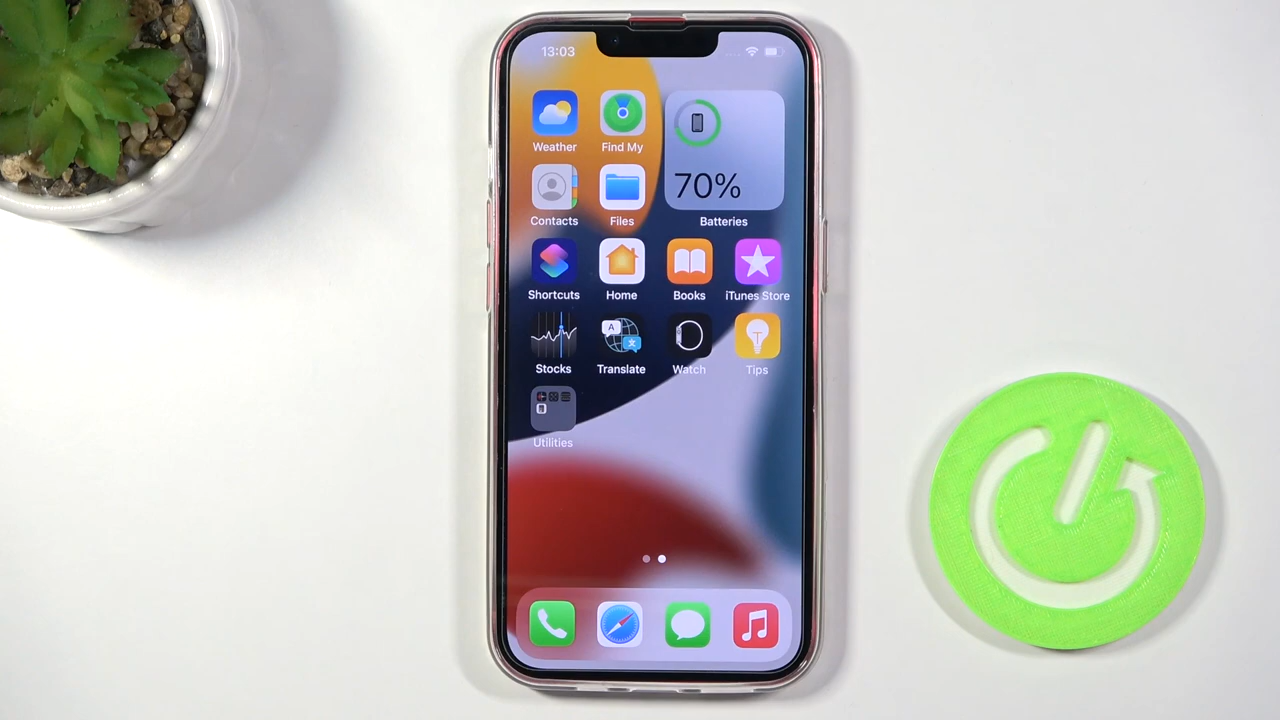 13:03
Weather
Find My
70%
Contacts
Files
Batteries
Shortcuts
Home
Books
iTunes Store
A
文
Stocks
Translate
Watch
Tips
Utilities